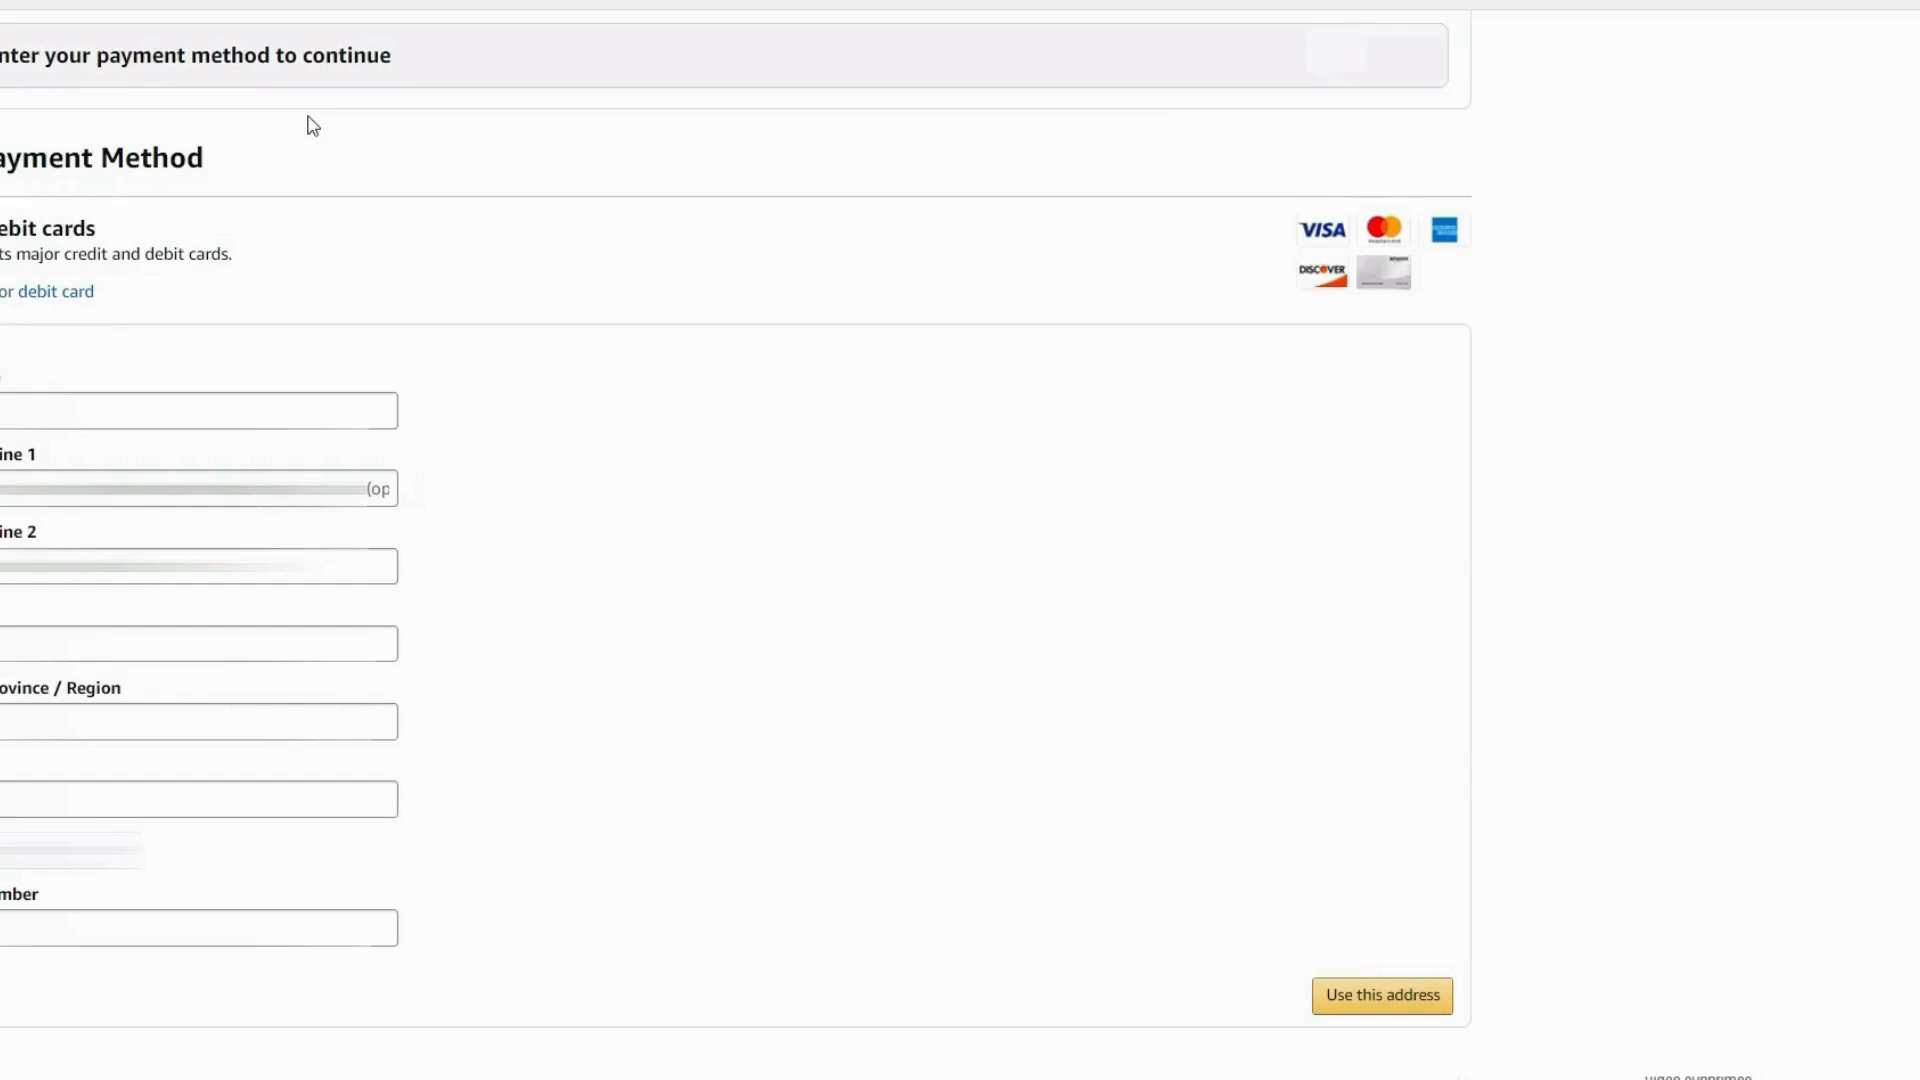 nter your payment method to continue
ayment Method
ebit cards
ts major credit and debit cards.
or debit card
VISA
DISCOVER
ine 1
(op
ine 2
ovince / Region
mber
Use this address